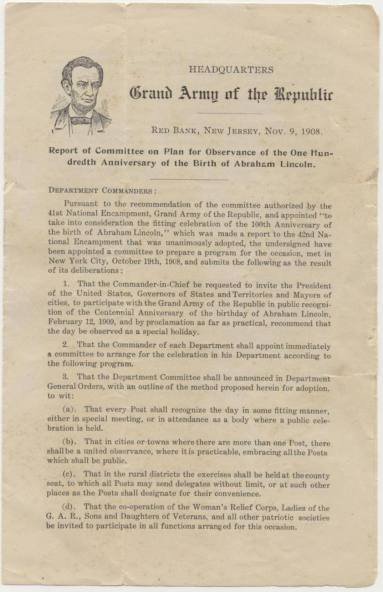 HEADQUARTERS
Grand Army of the Republic
RED BANK, NEW JERSEY, NOV. 9, 1908.
Report of Committee on Plan for Observance of the One Hun-
dredth Anniversary of the Birth of Abraham Lincoln.
DEPARTMENT COMMANDERS:
Pursuant to the recommendation of the committee authorized by the
41st National Encampment, Grand Army of the Republic, and appointed "to
take into consideration the fitting celebration of the 100th Anniversary of
the birth of Abraham Lincoln," which was made a report to the 42nd Na-
tional Encampment that was unanimously adopted, the undersigned have
been appointed a committee to prepare a program for the occasion, met in
New York City, October 19th, 1908, and submits the following as the result
of its deliberations:
1. That the Commander-in-Chief be requested to invite the President
of the United States, Governors of States and Territories and Mayors of
cities, to participate with the Grand Army of the Republic in public recogni-
tion of the Centennial Anniversary of the birthday of Abraham Lincoln,
February 12, 1909, and by proclamation as far as practical, recommend that
the day be observed as a special holiday.
2. That the Commander of each Department shall appoint immediately
a committee to arrange for the celebration in his Department according to
the following program.
3. That the Department Committee shall be announced in Department
General Orders, with an outline of the method proposed herein for adoption,
to wit:
(a). That every Post shall recognize the day in some fitting manner,
either in special meeting, or in attendance as a body where a public cele-
bration is held.
(b). That in cities or towns where there are more than one Post, there
shall be a united observance, where it is practicable, embracing all the Posts
which shall be public.
(c). That in the rural districts the exercises shall be held at the county
seat, to which all Posts may send delegates without limit, or at such other
places as the Posts shall designate for their convenience.
(d). That the co-operation of the Woman's Relief Corps, Ladies of the
G. A. R., Sons and Daughters of Veterans, and all other patriotic societies
be invited to participate in all functions arranged for this occasion.